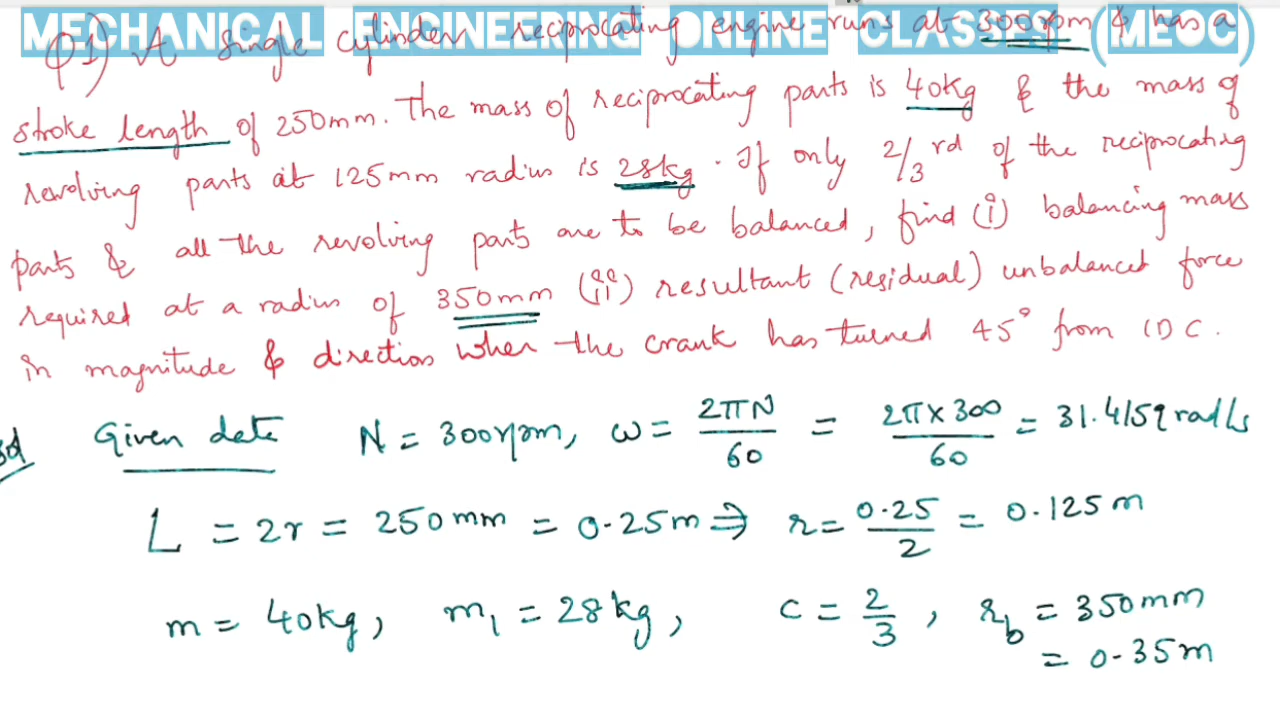 MECHANICAL ENGINEERING ONLINE CLASSES (MEOC)
Q1) A single cylinder reciprocating engine runs at 300rpm & has a
stroke length of 250mm. The mass of reciprocating parts is 40kg & the mass of
revolving parts at 125mm radius is 28kg. If only 2/3 rd of the reciprocating
parts & all the revolving parts are to be balanced, find (i) balancing mass
required at a radius of 350mm (ii) resultant (residual) unbalanced force
in magnitude & direction when the crank has turned 45° from IDC.
Given data N = 300rpm, ω = 2πN/60 = 2π×300/60 = 31.4159 rad/s
L = 2r = 250mm = 0.25m ⇒ r = 0.25/2 = 0.125m
m = 40kg, m₁ = 28kg, c = 2/3, r_b = 350mm
= 0.35m